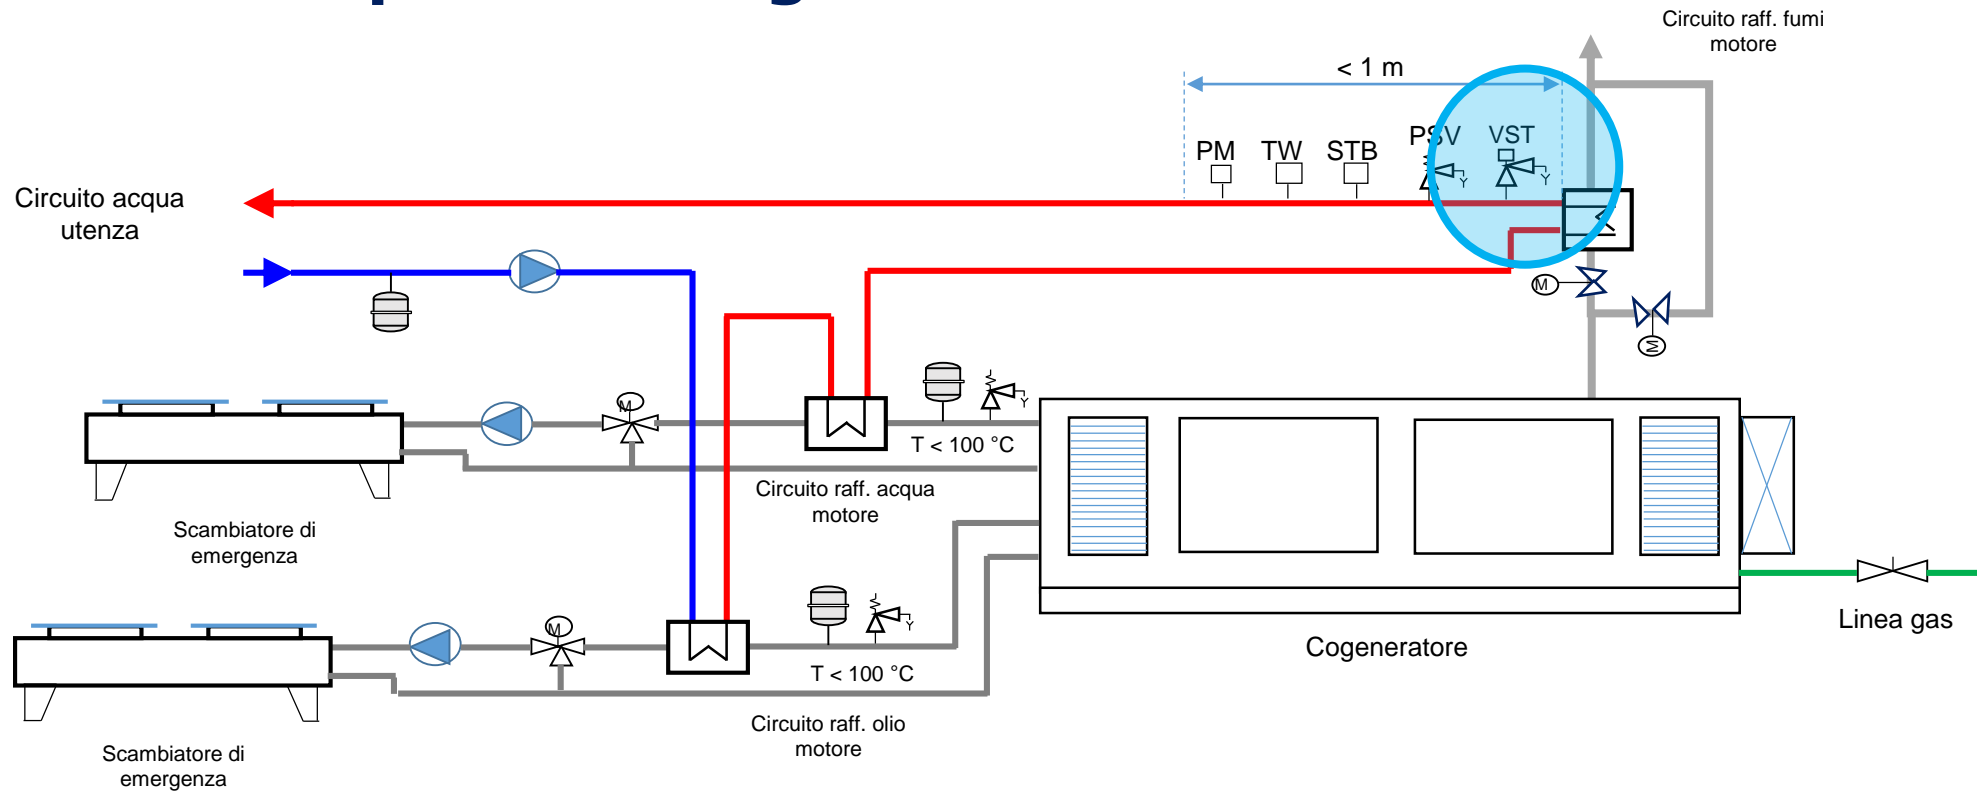 Circuito raff. fumi
motore
< 1 m
PM
TW
STB
PSV
VST
Y
Y
Circuito acqua
utenza
M
M
M
Y
T < 100 °C
Circuito raff. acqua
motore
Scambiatore di
emergenza
M
Y
T < 100 °C
Circuito raff. olio
motore
Scambiatore di
emergenza
Cogeneratore
Linea gas